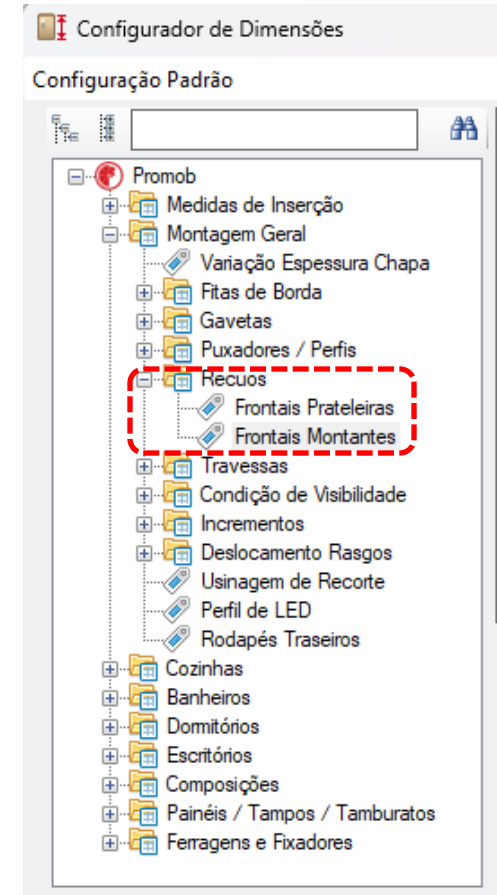 Configurador de Dimensões
Configuração Padrão
Promob
Medidas de Inserção
Montagem Geral
Variação Espessura Chapa
Fitas de Borda
Gavetas
Puxadores / Perfis
Recuos
Frontais Prateleiras
Frontais Montantes
Travessas
Condição de Visibilidade
Incrementos
Deslocamento Rasgos
Usinagem de Recorte
Perfil de LED
Rodapés Traseiros
Cozinhas
Banheiros
Dormitórios
Escritórios
Composições
Painéis / Tampos / Tamburatos
Ferragens e Fixadores